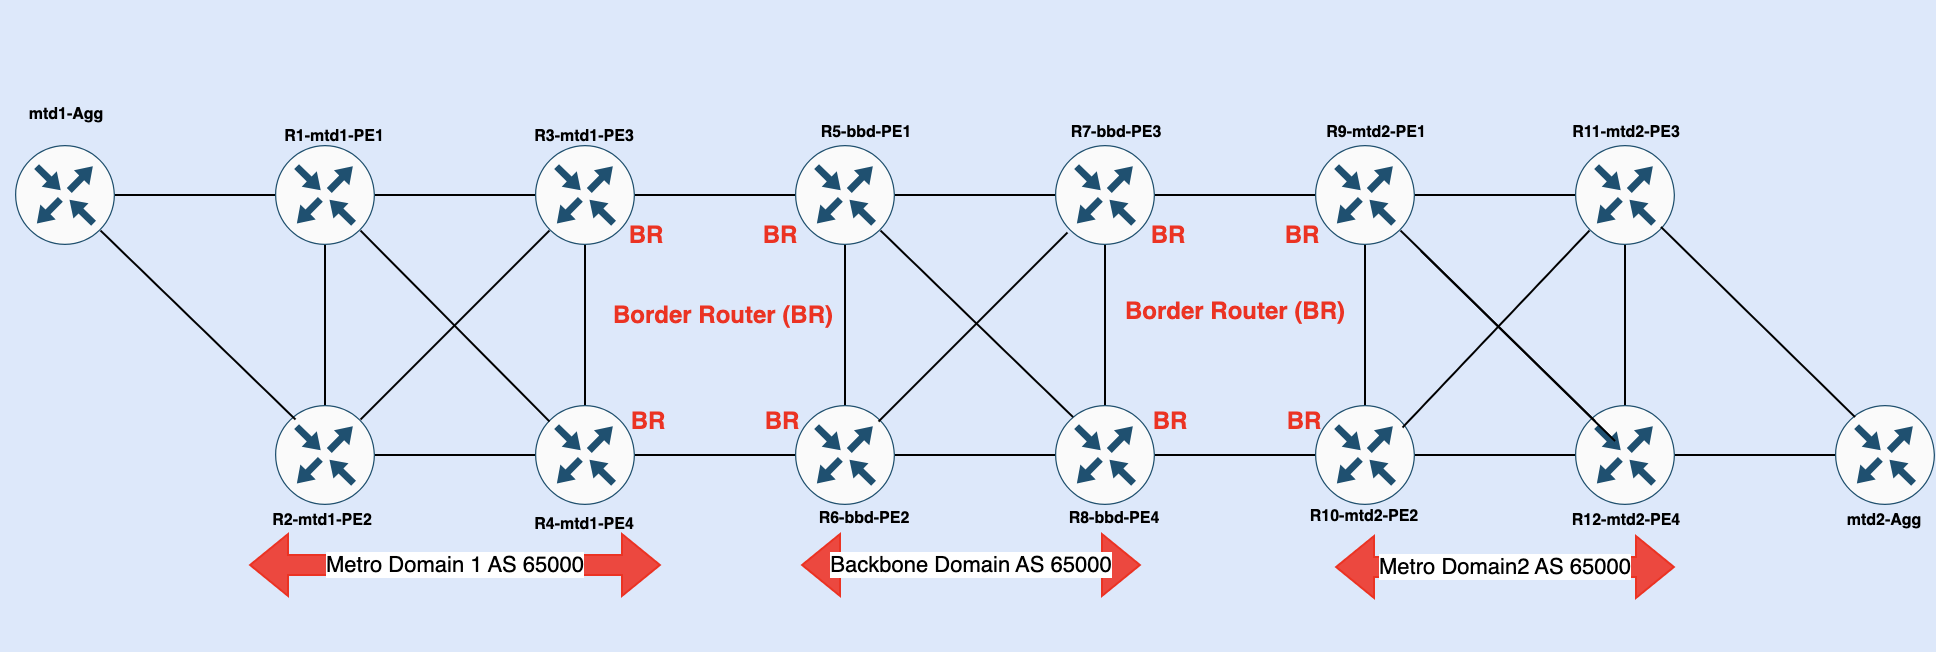 mtd1-Agg
R1-mtd1-PE1
R3-mtd1-PE3
R5-bbd-PE1
R7-bbd-PE3
R9-mtd2-PE1
R11-mtd2-PE3
BR
BR
BR
BR
Border Router (BR)
Border Router (BR)
BR
BR
BR
BR
R2-mtd1-PE2
R4-mtd1-PE4
R6-bbd-PE2
R8-bbd-PE4
R10-mtd2-PE2
R12-mtd2-PE4
mtd2-Agg
Metro Domain 1 AS 65000
Backbone Domain AS 65000
Metro Domain2 AS 65000